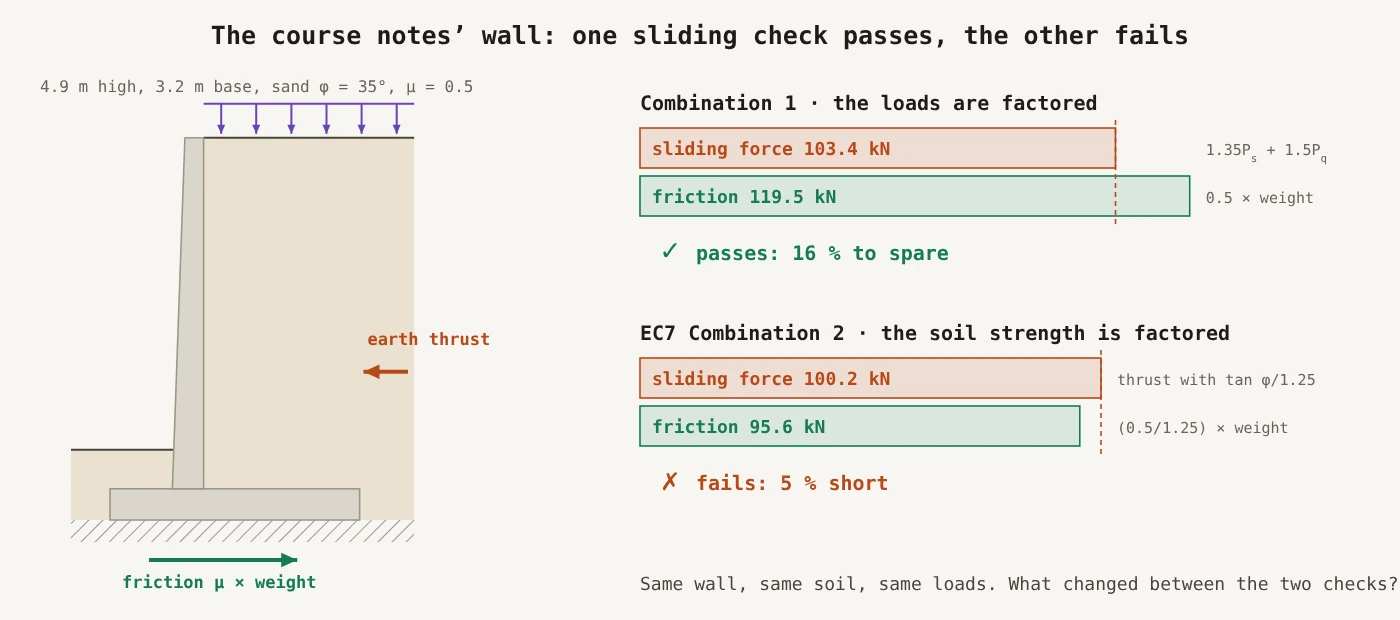 The course notes’ wall: one sliding check passes, the other fails
4.9 m high, 3.2 m base, sand φ = 35°, μ = 0.5
earth thrust
friction μ × weight
Combination 1 · the loads are factored
sliding force 103.4 kN
1.35Ps + 1.5Pq
friction 119.5 kN
0.5 × weight
✓ passes: 16 % to spare
EC7 Combination 2 · the soil strength is factored
sliding force 100.2 kN
thrust with tan φ/1.25
friction 95.6 kN
(0.5/1.25) × weight
✗ fails: 5 % short
Same wall, same soil, same loads. What changed between the two checks?